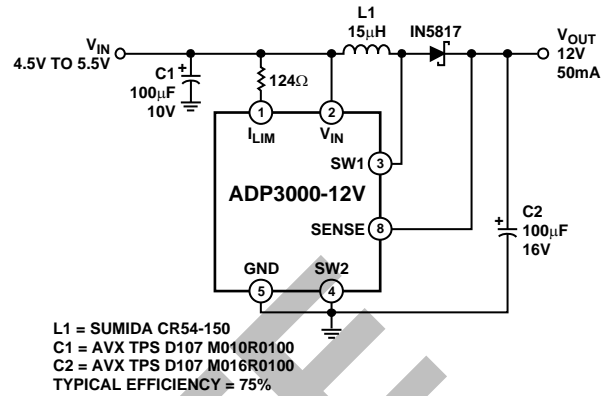 L1
15µH
IN5817
VIN
4.5V TO 5.5V
VOUT
12V
50mA
C1 +
100µF
10V
124Ω
1
2
ILIM
VIN
SW1
3
ADP3000-12V
SENSE
8
+
C2
100µF
16V
GND
SW2
5
4
L1 = SUMIDA CR54-150
C1 = AVX TPS D107 M010R0100
C2 = AVX TPS D107 M016R0100
TYPICAL EFFICIENCY = 75%